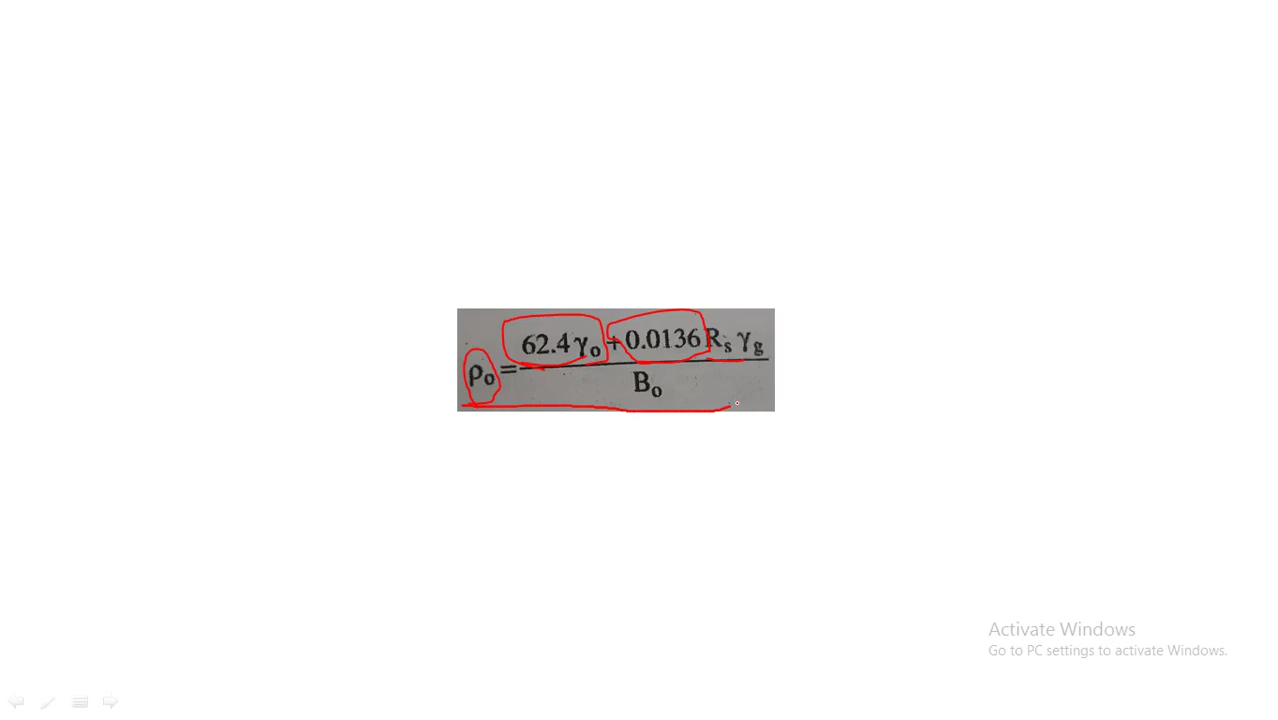 ρₒ = (62.4 γₒ + 0.0136 Rₛ γg) / Bₒ
Activate Windows
Go to PC settings to activate Windows.